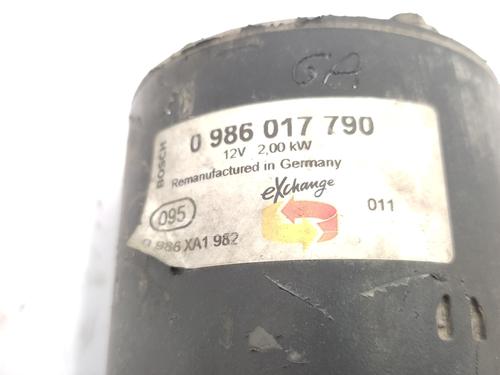 GA
BOSCH
0 986 017 790
12V 2,00 kW
Remanufactured in Germany
eXchange
095
011
0 986 XA1 982